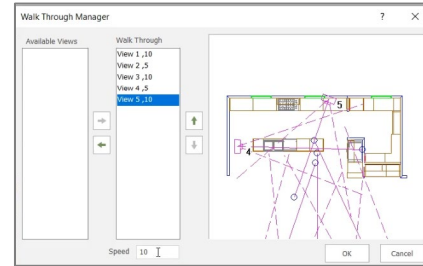 Walk Through Manager
? ×
Available Views
Walk Through
View 1 ,10
View 2 ,5
View 3 ,10
View 4 ,5
View 5 ,10
5
4
Speed 10
OK
Cancel